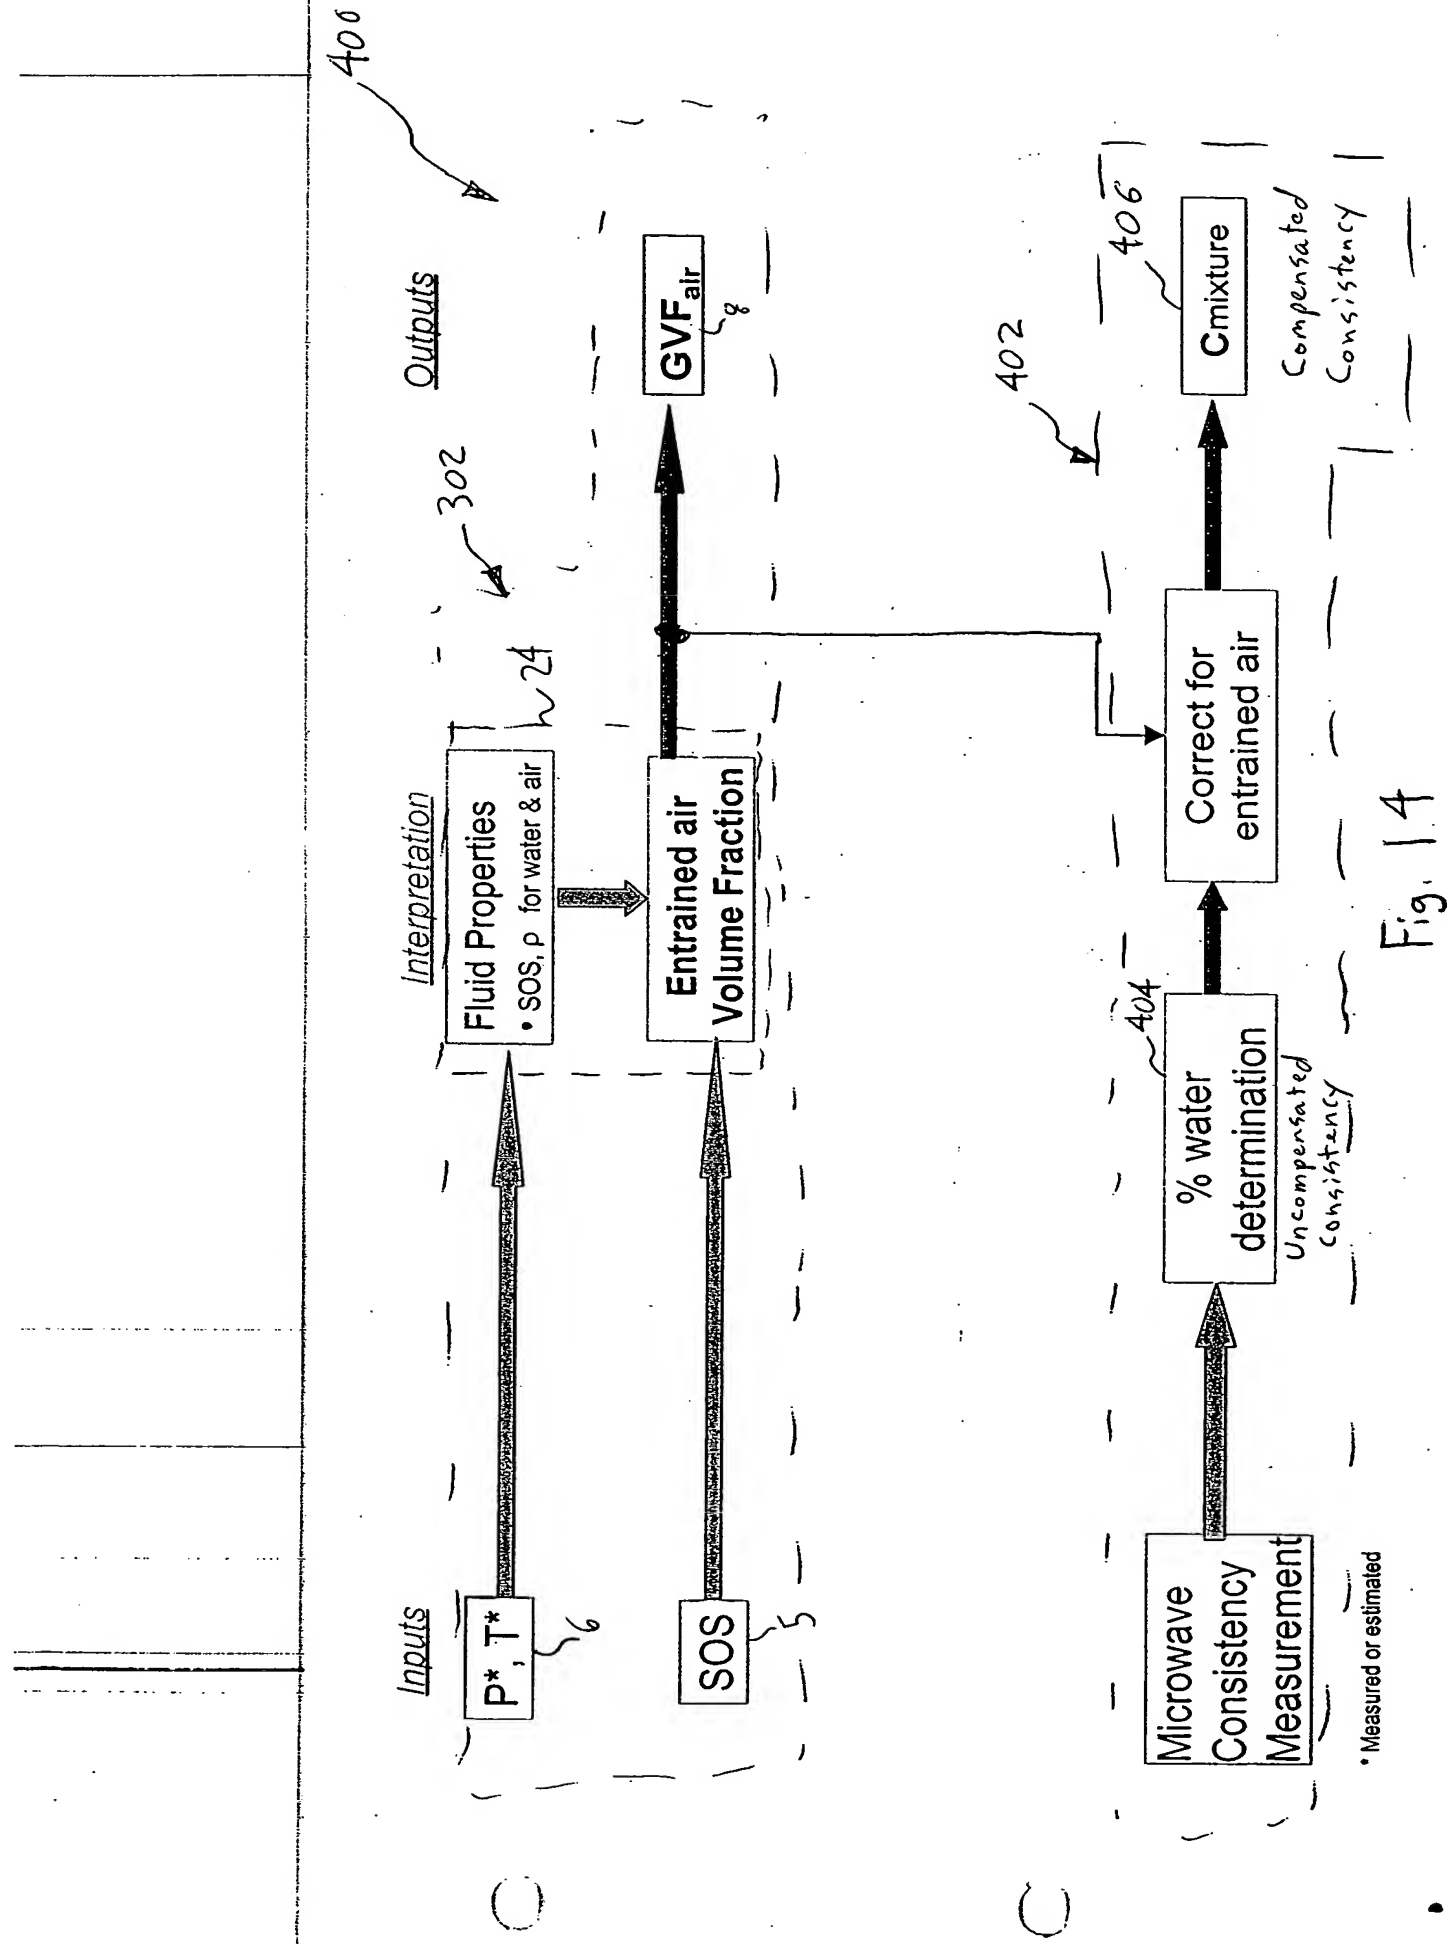 400
Inputs
Interpretation
Outputs
302
P*, T*
6
Fluid Properties
• SOS, ρ for water & air
24
SOS
5
Entrained air
Volume Fraction
GVFair
8
402
Microwave
Consistency
Measurement
% water
determination
404
Uncompensated
Consistency
Correct for
entrained air
Cmixture
406
Compensated
Consistency
* Measured or estimated
Fig. 14